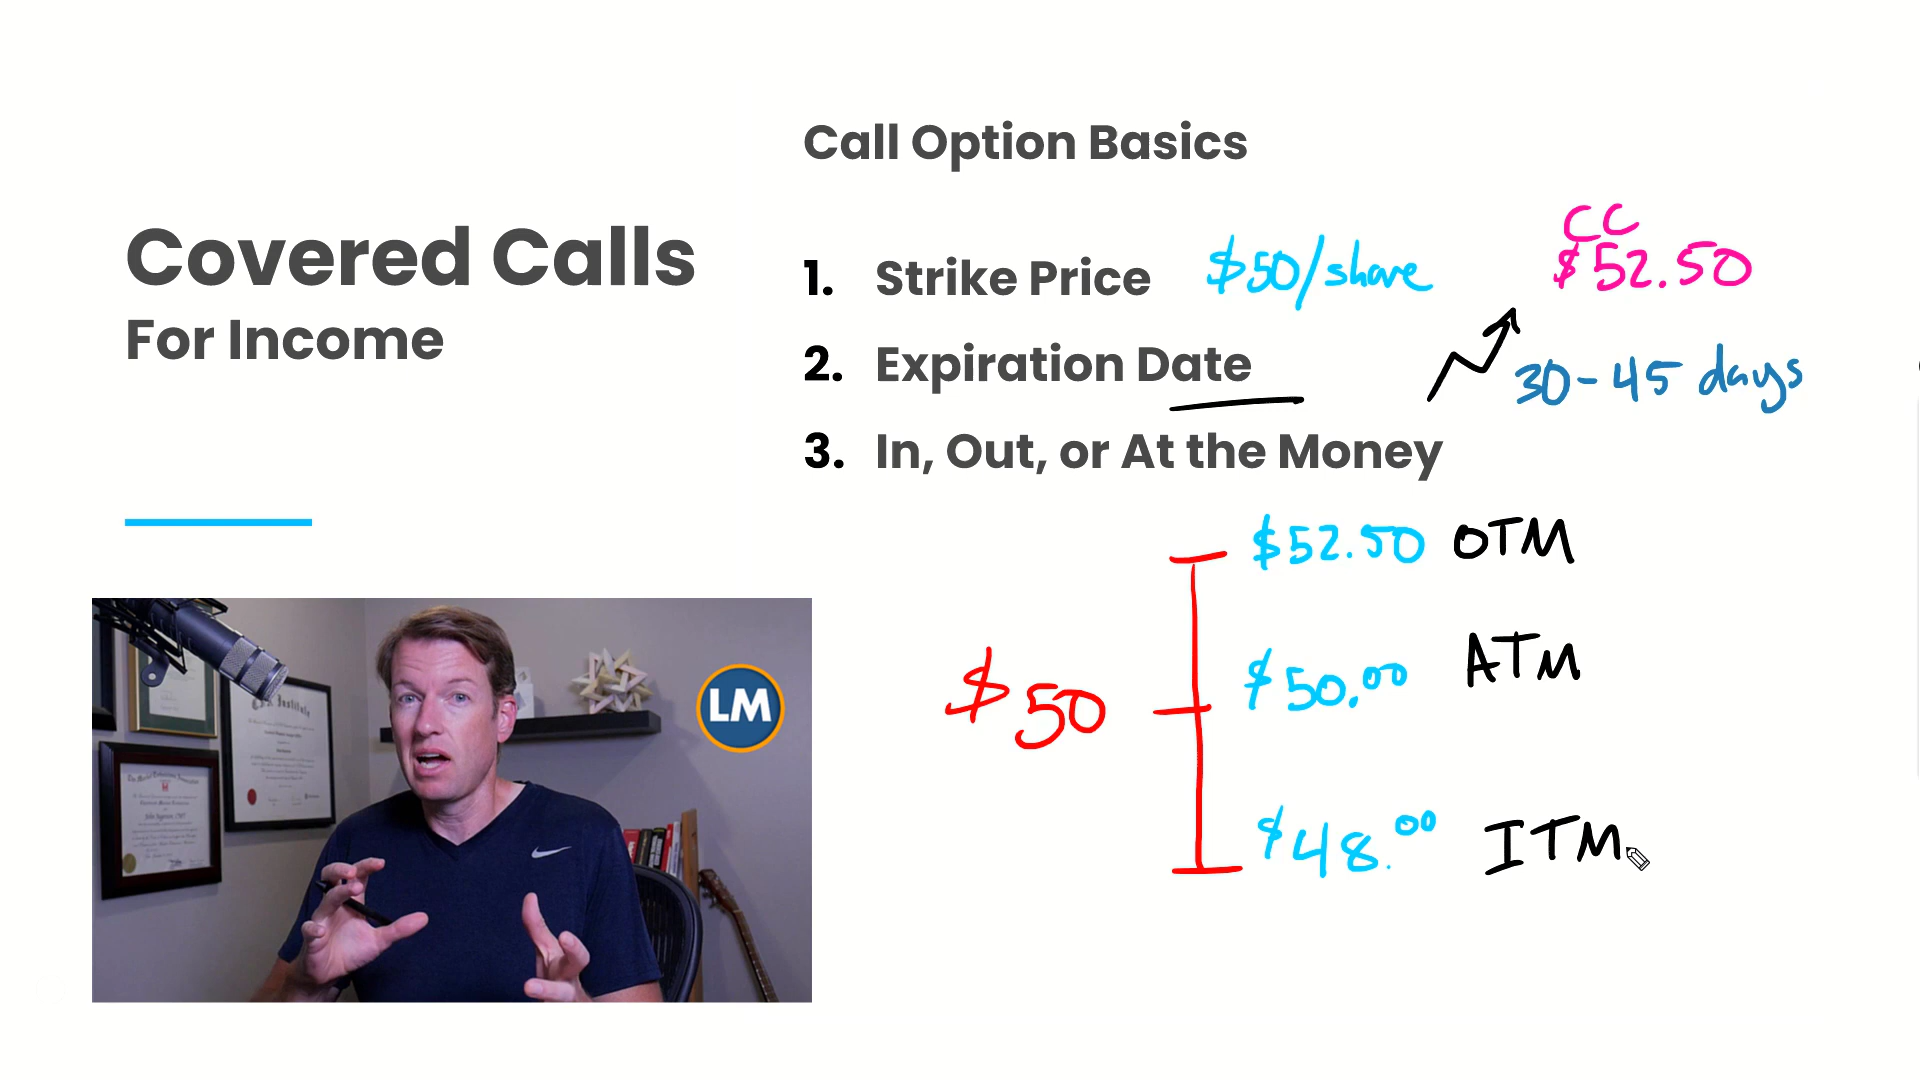 Covered Calls
For Income
Call Option Basics
CC
1. Strike Price $50/share $52.50
2. Expiration Date 30-45 days
3. In, Out, or At the Money
$52.50 OTM
$50 $50.00 ATM
$48.00 ITM
LM